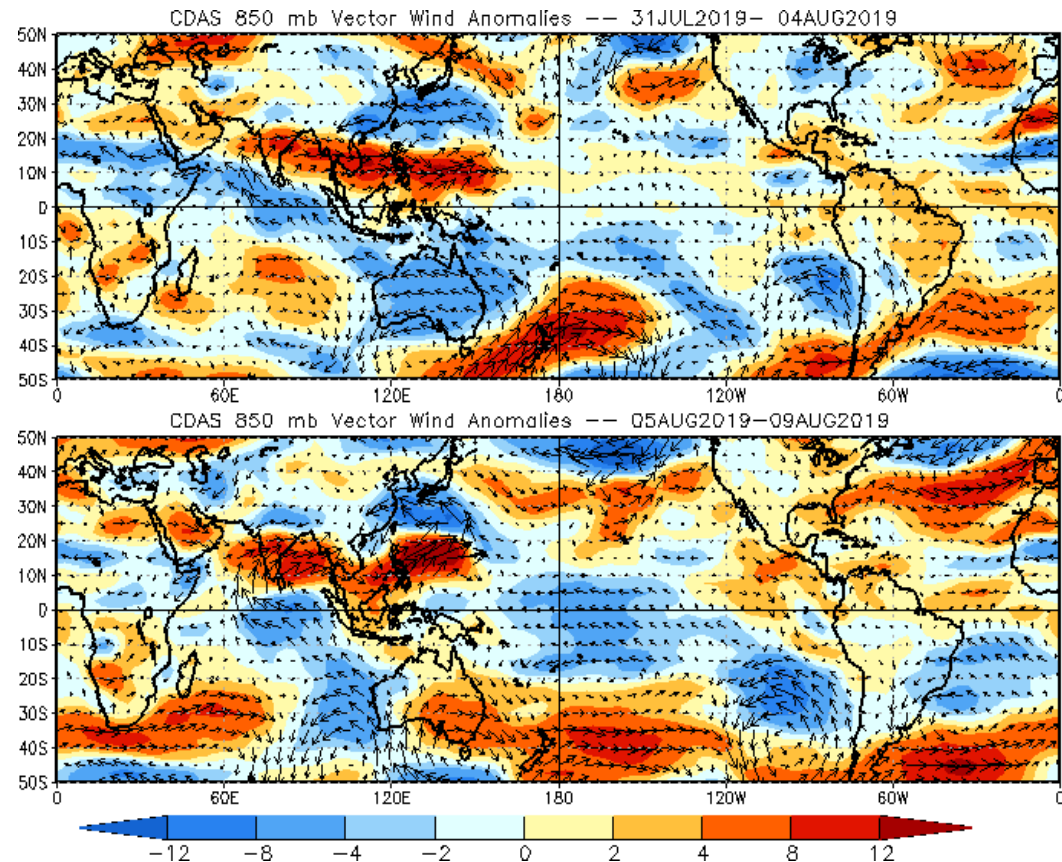 CDAS 850 mb Vector Wind Anomalies -- 31JUL2019- 04AUG2019
50N
40N
30N
20N
10N
0
10S
20S
30S
40S
50S
0 60E 120E 180 120W 60W 0
CDAS 850 mb Vector Wind Anomalies -- 05AUG2019-09AUG2019
50N
40N
30N
20N
10N
0
10S
20S
30S
40S
50S
0 60E 120E 180 120W 60W 0
-12 -8 -4 -2 0 2 4 8 12